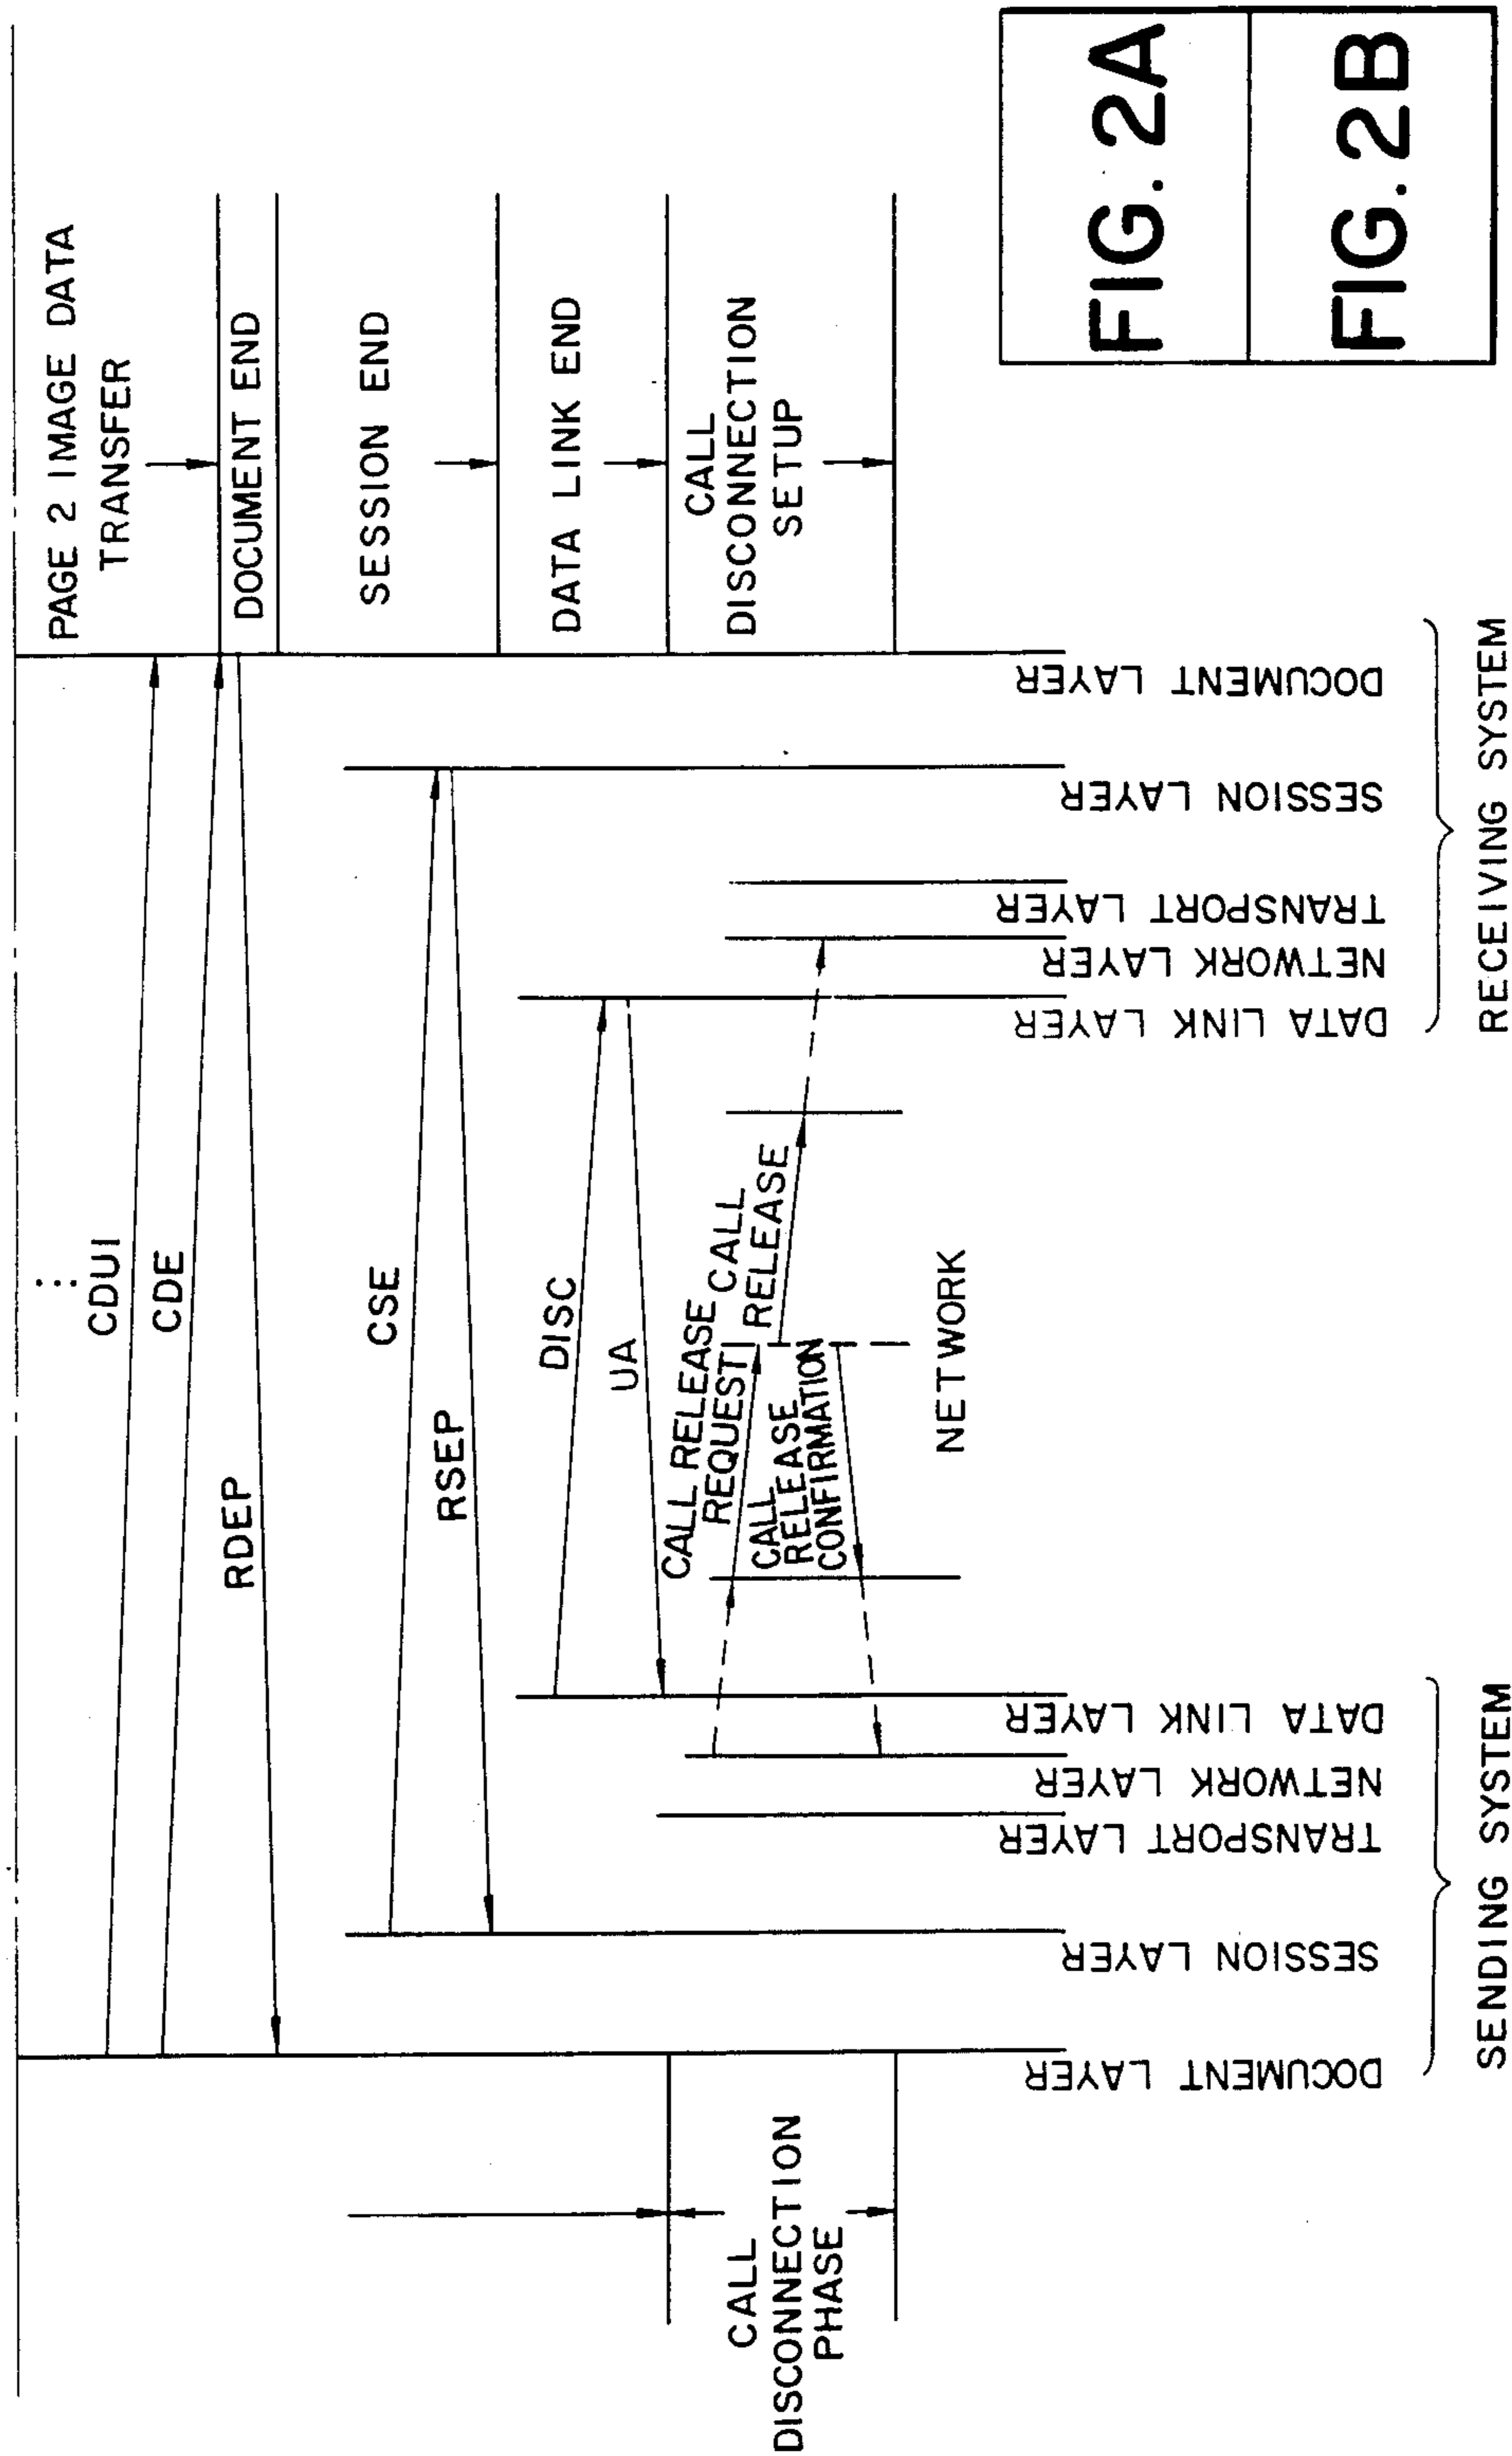 PAGE 2 IMAGE DATA
TRANSFER
DOCUMENT END
SESSION END
DATA LINK END
CALL
DISCONNECTION
SETUP
⋮
CDUI
CDE
RDEP
CSE
RSEP
DISC
UA
CALL RELEASE
REQUEST
CALL
RELEASE
CALL
RELEASE
CONFIRMATION
NETWORK
CALL
DISCONNECTION
PHASE
DOCUMENT LAYER
SESSION LAYER
TRANSPORT LAYER
NETWORK LAYER
DATA LINK LAYER
SENDING SYSTEM
DATA LINK LAYER
NETWORK LAYER
TRANSPORT LAYER
SESSION LAYER
DOCUMENT LAYER
RECEIVING SYSTEM
FIG. 2A
FIG. 2B